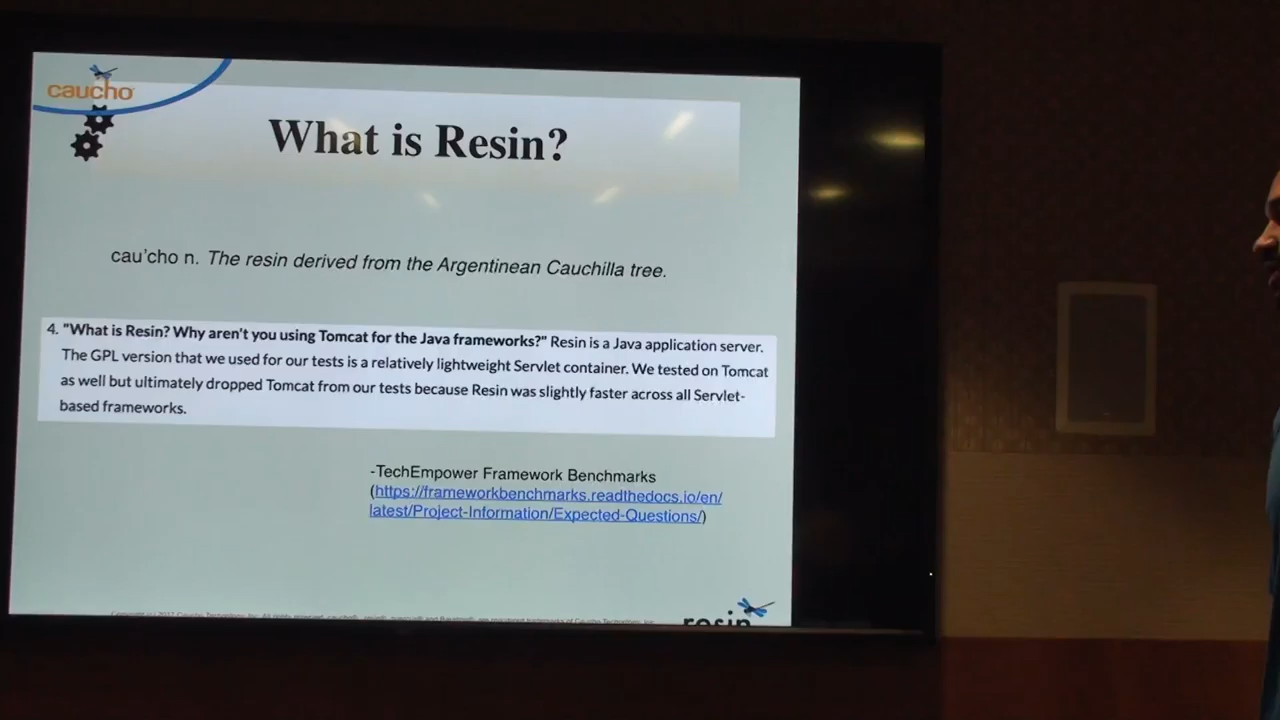 caucho
What is Resin?
cau'cho n. The resin derived from the Argentinean Cauchilla tree.
4. "What is Resin? Why aren't you using Tomcat for the Java frameworks?" Resin is a Java application server.
The GPL version that we used for our tests is a relatively lightweight Servlet container. We tested on Tomcat
as well but ultimately dropped Tomcat from our tests because Resin was slightly faster across all Servlet-
based frameworks.
-TechEmpower Framework Benchmarks
(https://frameworkbenchmarks.readthedocs.io/en/
latest/Project-Information/Expected-Questions/)
resin